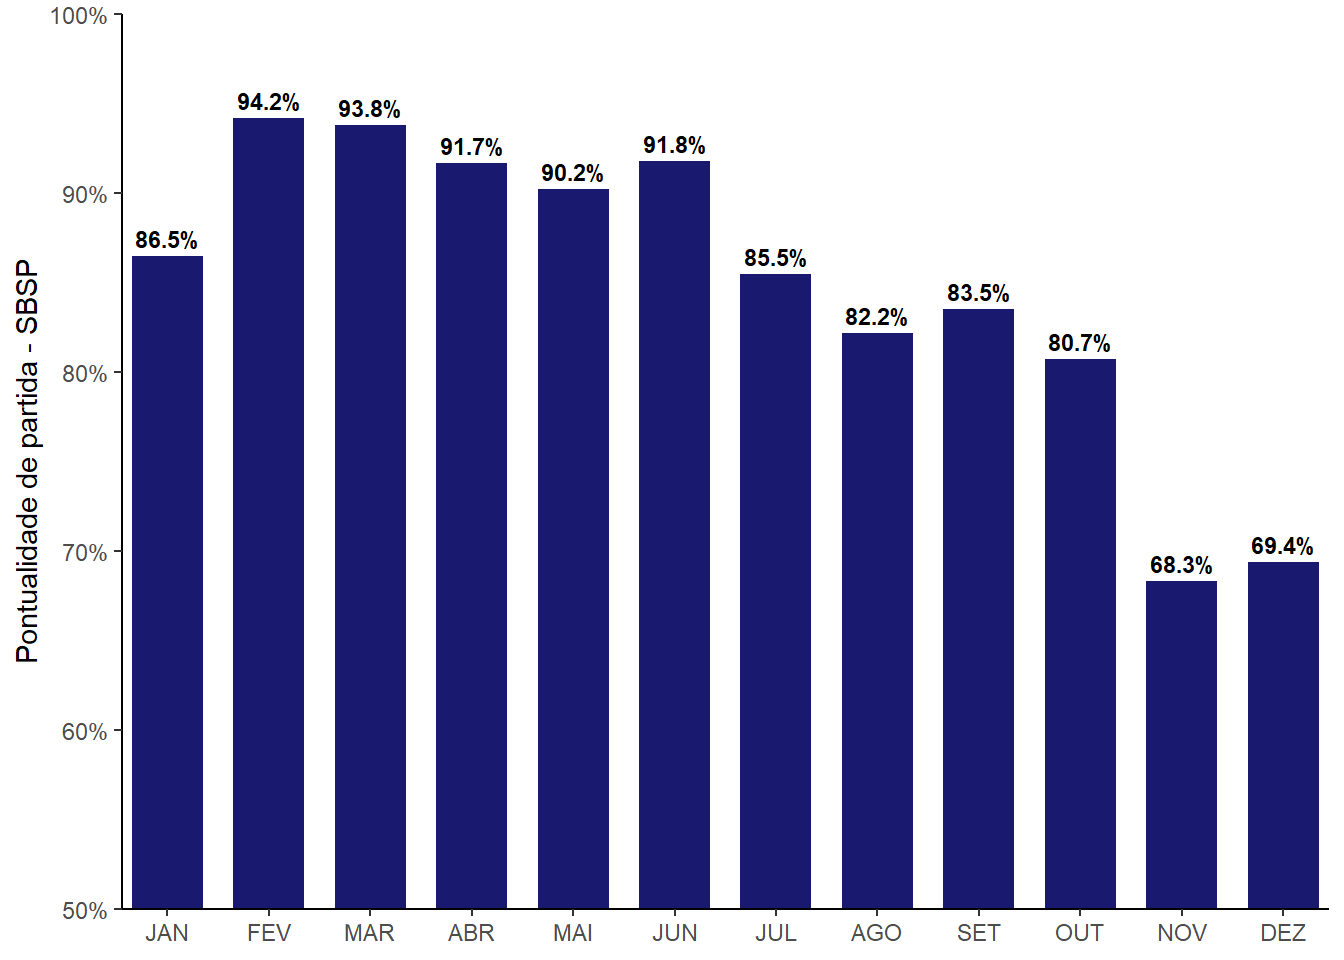 Pontualidade de partida - SBSP
100%
90%
80%
70%
60%
50%
86.5%
94.2%
93.8%
91.7%
90.2%
91.8%
85.5%
82.2%
83.5%
80.7%
68.3%
69.4%
JAN
FEV
MAR
ABR
MAI
JUN
JUL
AGO
SET
OUT
NOV
DEZ